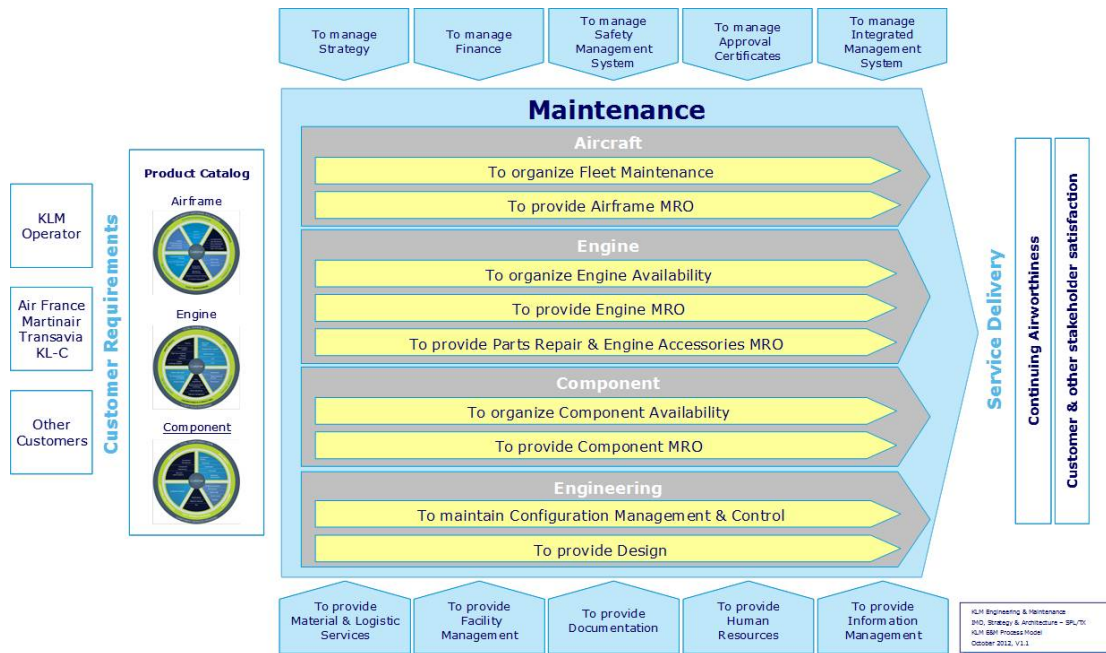 To manage
Strategy
To manage
Finance
To manage
Safety
Management
System
To manage
Approval
Certificates
To manage
Integrated
Management
System
KLM
Operator
Air France
Martinair
Transavia
KL-C
Other
Customers
Customer Requirements
Product Catalog
Airframe
Engine
Component
Maintenance
Aircraft
To organize Fleet Maintenance
To provide Airframe MRO
Engine
To organize Engine Availability
To provide Engine MRO
To provide Parts Repair & Engine Accessories MRO
Component
To organize Component Availability
To provide Component MRO
Engineering
To maintain Configuration Management & Control
To provide Design
Service Delivery
Continuing Airworthiness
Customer & other stakeholder satisfaction
To provide
Material & Logistic
Services
To provide
Facility
Management
To provide
Documentation
To provide
Human
Resources
To provide
Information
Management
KLM Engineering & Maintenance
IMO, Strategy & Architecture – SPL/TX
KLM E&M Process Model
October 2012, V1.1